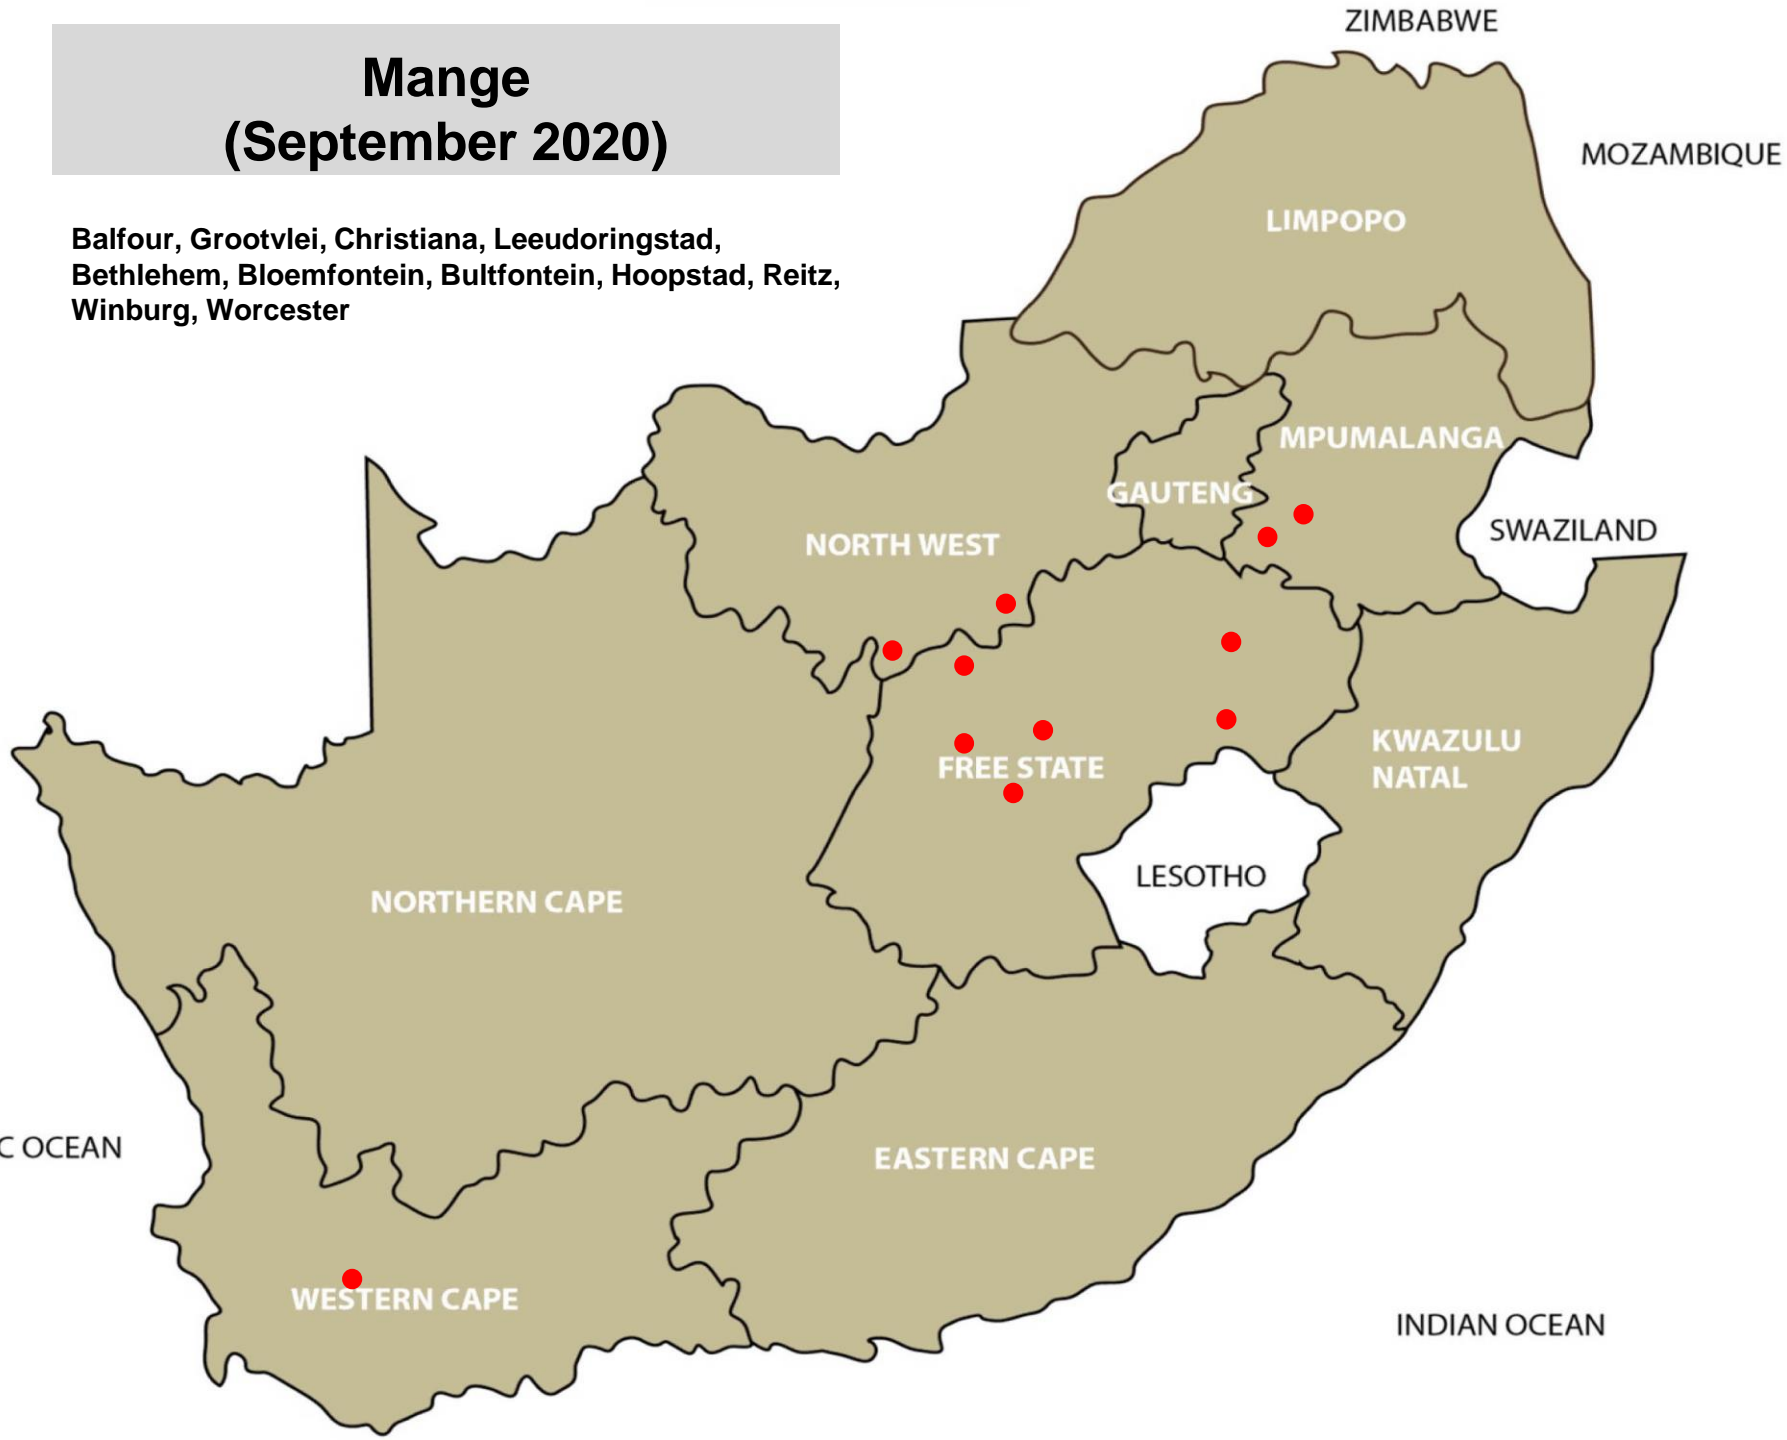 Mange
(September 2020)
Balfour, Grootvlei, Christiana, Leeudoringstad,
Bethlehem, Bloemfontein, Bultfontein, Hoopstad, Reitz,
Winburg, Worcester
ZIMBABWE
MOZAMBIQUE
LIMPOPO
MPUMALANGA
GAUTENG
SWAZILAND
NORTH WEST
KWAZULU
NATAL
FREE STATE
LESOTHO
NORTHERN CAPE
C OCEAN
EASTERN CAPE
WESTERN CAPE
INDIAN OCEAN